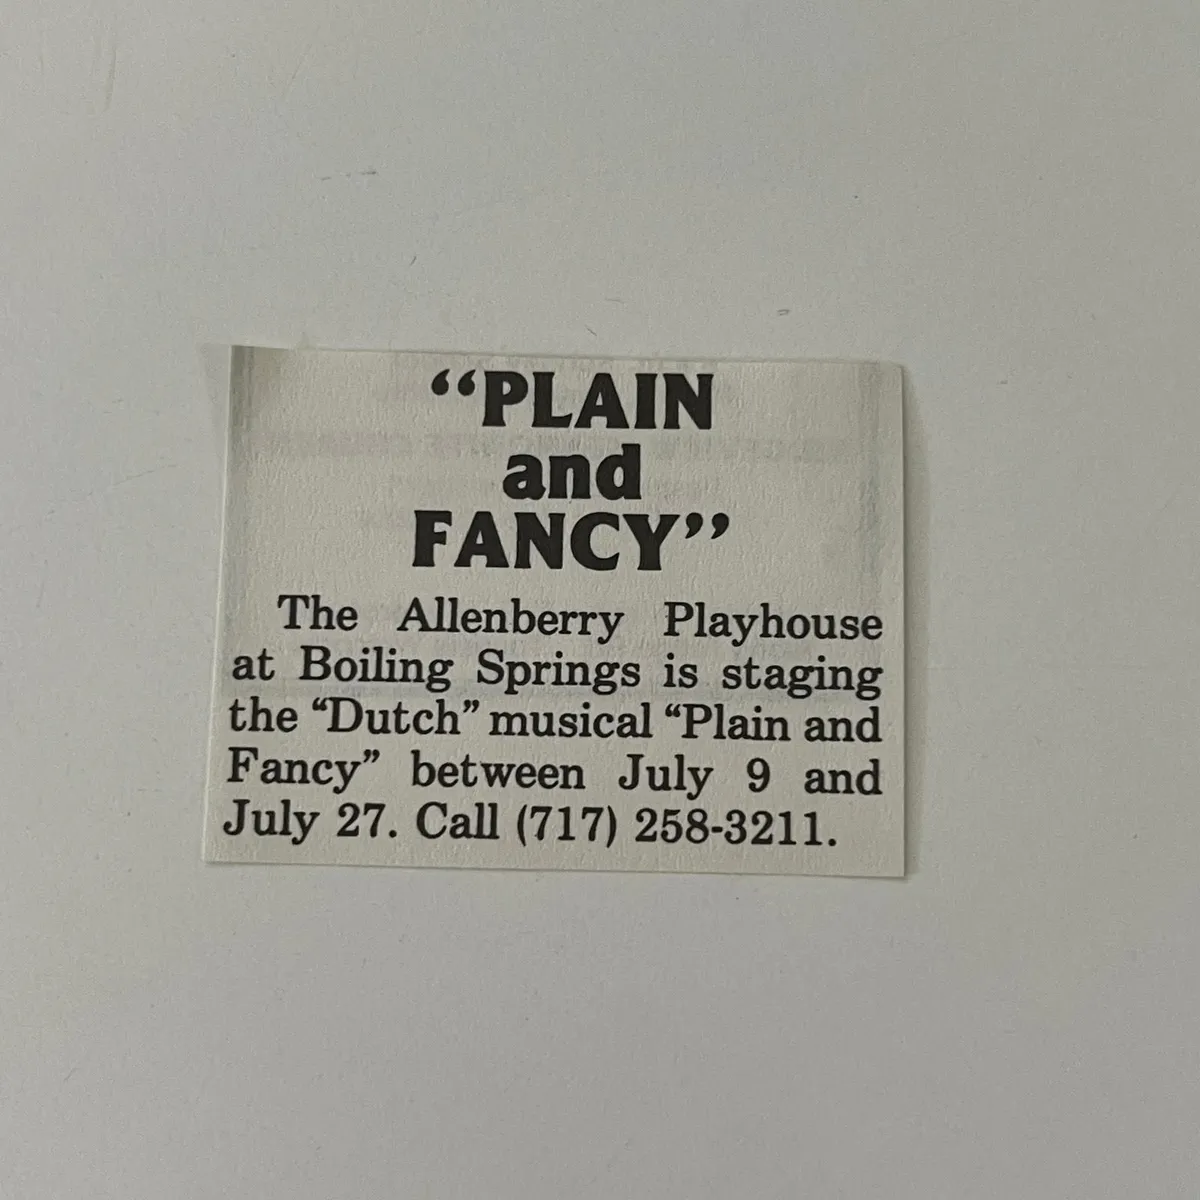 “PLAIN
and
FANCY”
The Allenberry Playhouse
at Boiling Springs is staging
the “Dutch” musical “Plain and
Fancy” between July 9 and
July 27. Call (717) 258-3211.